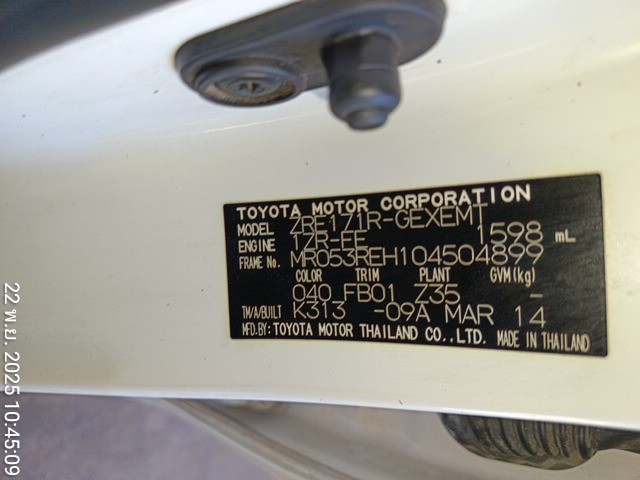 TOYOTA MOTOR CORPORATION
MODEL ZRE171R-GEXEMT
ENGINE 1ZR-FE 1598 mL
FRAME No. MR053REH104504899
COLOR TRIM PLANT GVM(kg)
040 FB01 Z35 -
TM/A/BUILT K313 -09A MAR 14
MFD.BY: TOYOTA MOTOR THAILAND CO.,LTD. MADE IN THAILAND
22 พ.ย. 2025 10:45:09